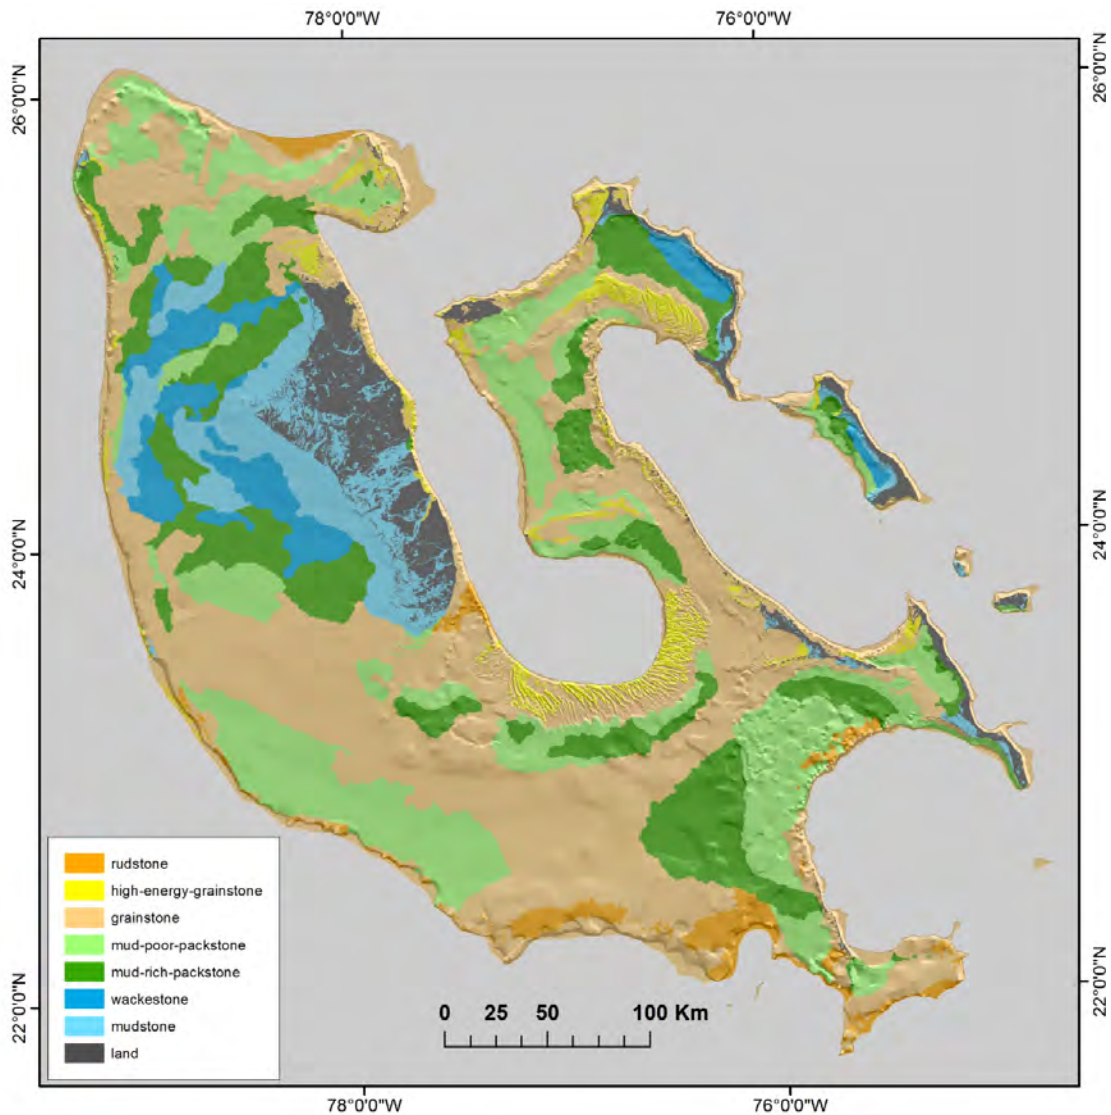 78°0'0"W 76°0'0"W
26°0'0"N 26°0'0"N
24°0'0"N 24°0'0"N
rudstone
high-energy-grainstone
grainstone
mud-poor-packstone
mud-rich-packstone
wackestone
mudstone
land
0 25 50 100 Km
22°0'0"N 22°0'0"N
78°0'0"W 76°0'0"W